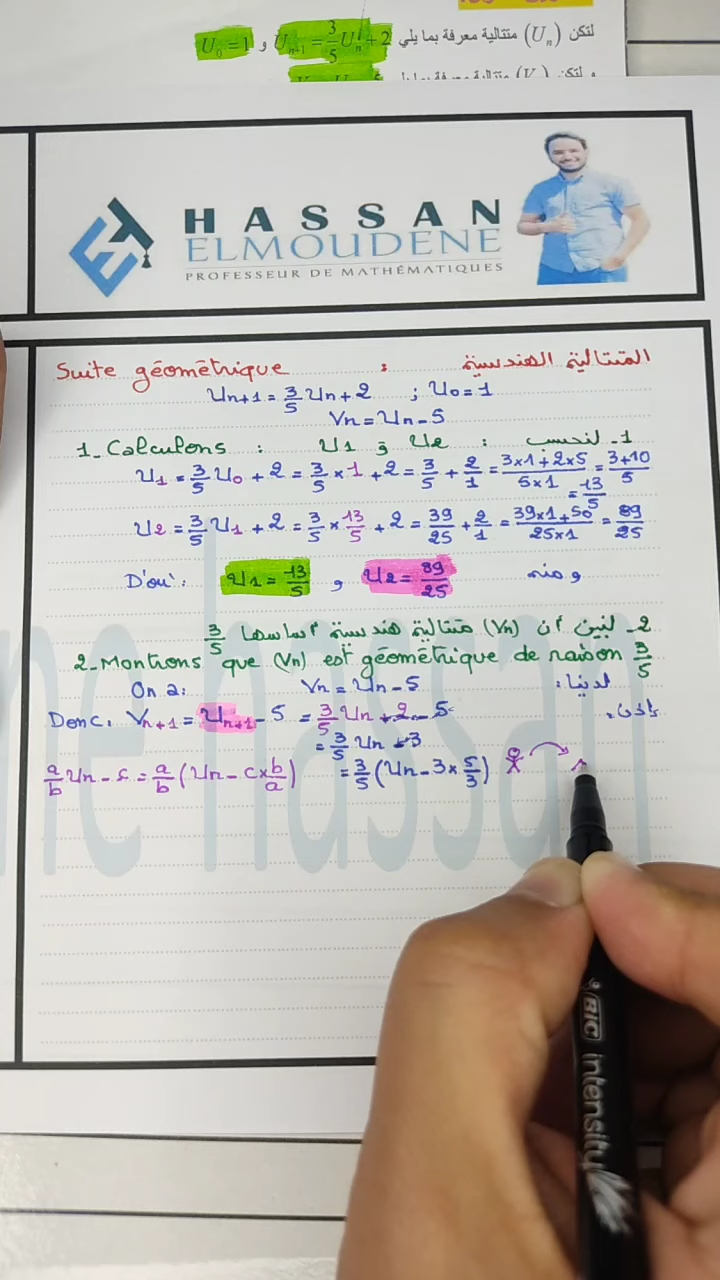 لتكن (Uₙ) متتالية معرفة بما يلي Uₙ₊₁ = 3/5 Uₙ + 2 و U₀ = 1
HASSAN
ELMOUDENE
PROFESSEUR DE MATHÉMATIQUES
Suite géométrique : المتتالية الهندسية
Un+1 = 3/5 Un + 2 ; U0 = 1
Vn = Un - 5
1- Calculons : U1 و U2 : 1- لنحسب
U1 = 3/5 U0 + 2 = 3/5 × 1 + 2 = 3/5 + 2/1 = (3×1+2×5)/(5×1) = (3+10)/5
= 13/5
U2 = 3/5 U1 + 2 = 3/5 × 13/5 + 2 = 39/25 + 2/1 = (39×1+50)/(25×1) = 89/25
D'où: U1 = 13/5 و U2 = 89/25 ومنه
2- لنبين أن (Vn) متتالية هندسية أساسها 3/5
2- Montrons que (Vn) est géométrique de raison 3/5
On a: Vn = Un - 5 لدينا:
Donc: Vn+1 = Un+1 - 5 = 3/5 Un + 2 - 5 إذن:
= 3/5 Un - 3
a/b Un - c = a/b (Un - c × b/a) = 3/5 (Un - 3 × 5/3)
BIC intensity
ne hassan